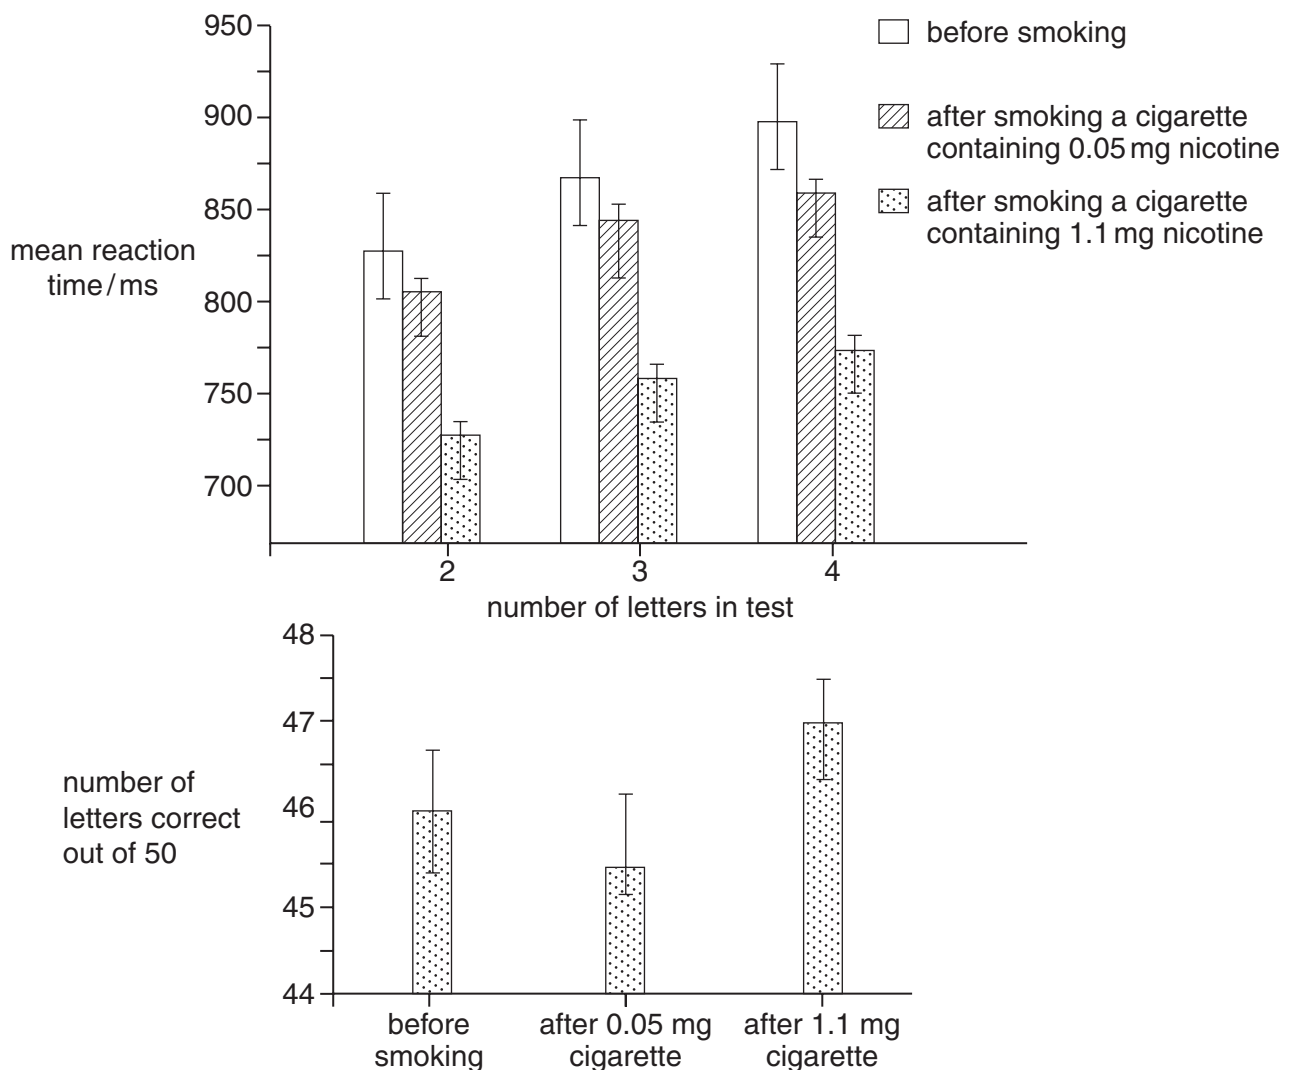 950
900
850
800
750
700
mean reaction
time/ms
before smoking
after smoking a cigarette
containing 0.05 mg nicotine
after smoking a cigarette
containing 1.1 mg nicotine
2
3
4
number of letters in test
48
47
46
45
44
number of
letters correct
out of 50
before
smoking
after 0.05 mg
cigarette
after 1.1 mg
cigarette